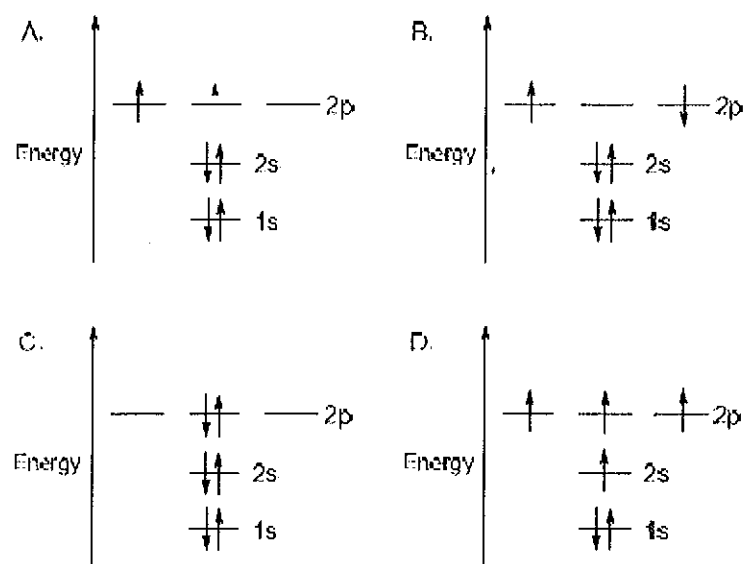 A. B.
2p 2p
Energy 2s Energy 2s
1s 1s
C. D.
2p 2p
Energy 2s Energy 2s
1s 1s